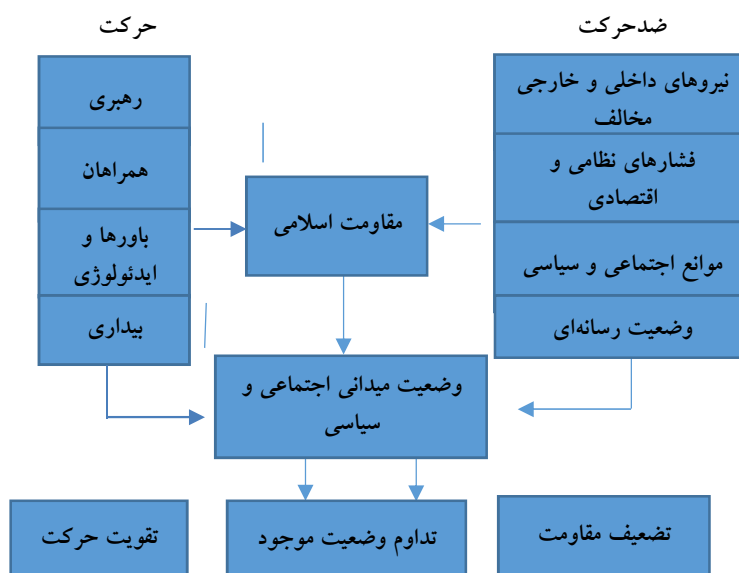 ضدحرکت
حرکت
نیروهای داخلی و خارجی
مخالف
فشارهای نظامی و
اقتصادی
موانع اجتماعی و سیاسی
وضعیت رسانه‌ای
رهبری
همراهان
باورها و
ایدئولوژی
بیداری
مقاومت اسلامی
وضعیت میدانی اجتماعی و
سیاسی
تضعیف مقاومت
تداوم وضعیت موجود
تقویت حرکت